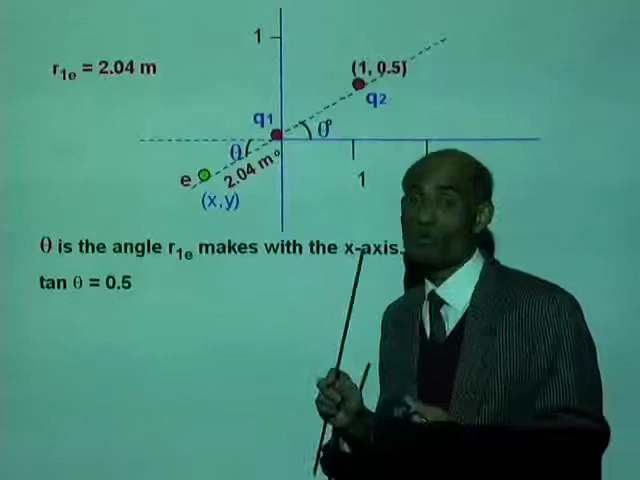 1
r1e = 2.04 m
(1, 0.5)
q1
q2
θ
θ
2.04 m
1
e
(x,y)
θ is the angle r1e makes with the x-axis.
tan θ = 0.5